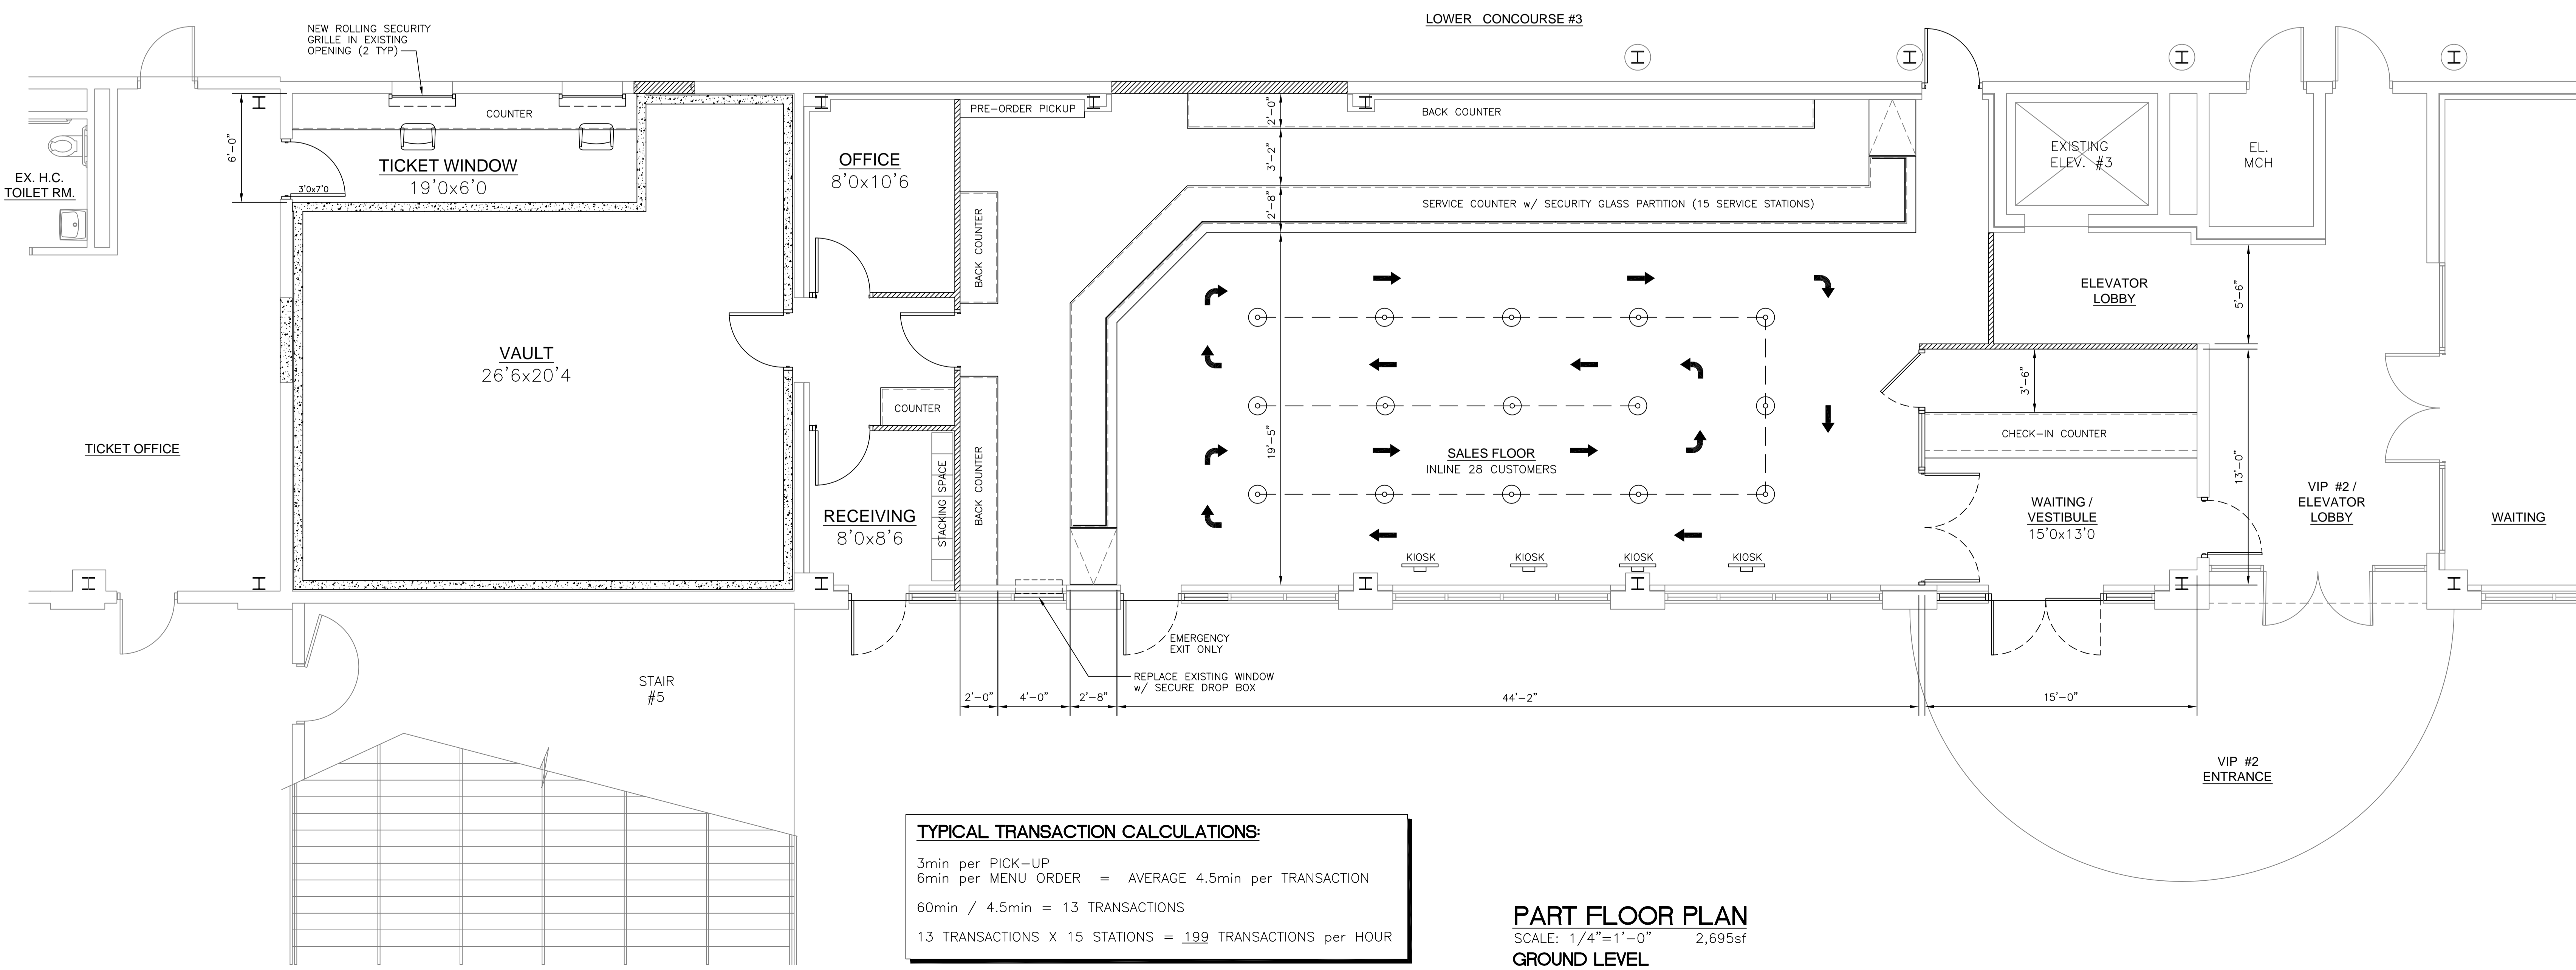 LOWER CONCOURSE #3
NEW ROLLING SECURITY
GRILLE IN EXISTING
OPENING (2 TYP)
COUNTER
6'-0"
TICKET WINDOW
19'0x6'0
3'0x7'0
EX. H.C.
TOILET RM.
OFFICE
8'0x10'6
PRE-ORDER PICKUP
BACK COUNTER
2'-0"
3'-2"
2'-8"
BACK COUNTER
SERVICE COUNTER w/ SECURITY GLASS PARTITION (15 SERVICE STATIONS)
EXISTING
ELEV. #3
EL.
MCH
ELEVATOR
LOBBY
5'-6"
VAULT
26'6x20'4
COUNTER
3'-6"
CHECK-IN COUNTER
TICKET OFFICE
19'-5"
SALES FLOOR
INLINE 28 CUSTOMERS
13'-0"
STACKING SPACE
BACK COUNTER
RECEIVING
8'0x8'6
WAITING /
VESTIBULE
15'0x13'0
VIP #2 /
ELEVATOR
LOBBY
WAITING
KIOSK
KIOSK
KIOSK
KIOSK
EMERGENCY
EXIT ONLY
REPLACE EXISTING WINDOW
w/ SECURE DROP BOX
STAIR
#5
2'-0"
4'-0"
2'-8"
44'-2"
15'-0"
VIP #2
ENTRANCE
TYPICAL TRANSACTION CALCULATIONS:
3min per PICK-UP
6min per MENU ORDER = AVERAGE 4.5min per TRANSACTION
60min / 4.5min = 13 TRANSACTIONS
13 TRANSACTIONS X 15 STATIONS = 199 TRANSACTIONS per HOUR
PART FLOOR PLAN
SCALE: 1/4"=1'-0" 2,695sf
GROUND LEVEL